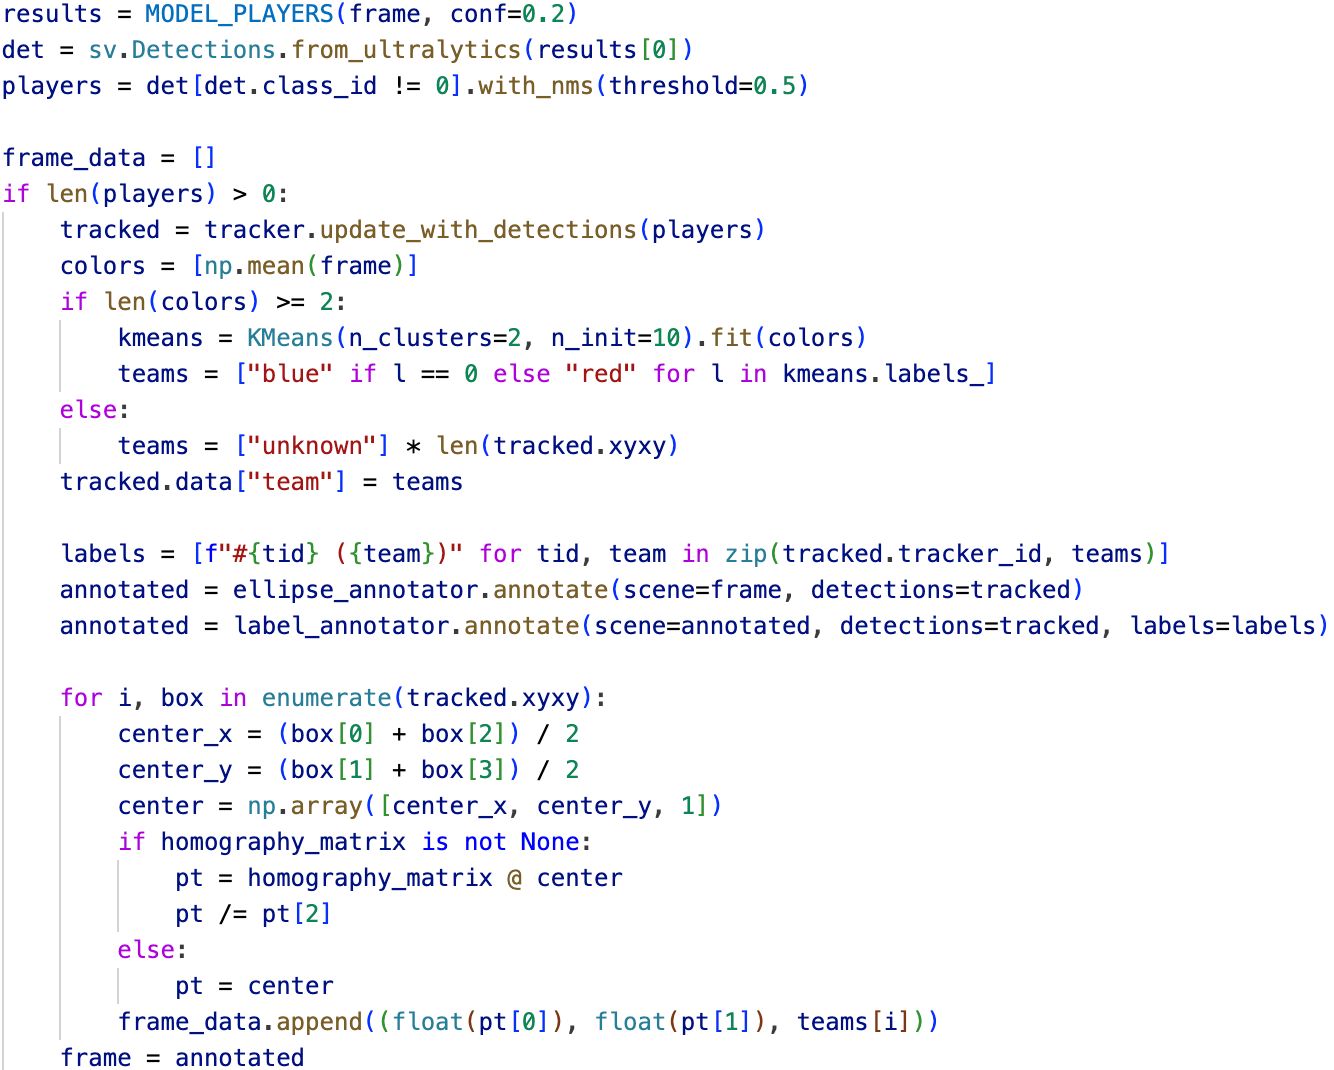 results = MODEL_PLAYERS(frame, conf=0.2)
det = sv.Detections.from_ultralytics(results[0])
players = det[det.class_id != 0].with_nms(threshold=0.5)

frame_data = []
if len(players) > 0:
    tracked = tracker.update_with_detections(players)
    colors = [np.mean(frame)]
    if len(colors) >= 2:
        kmeans = KMeans(n_clusters=2, n_init=10).fit(colors)
        teams = ["blue" if l == 0 else "red" for l in kmeans.labels_]
    else:
        teams = ["unknown"] * len(tracked.xyxy)
    tracked.data["team"] = teams

    labels = [f"#{tid} ({team})" for tid, team in zip(tracked.tracker_id, teams)]
    annotated = ellipse_annotator.annotate(scene=frame, detections=tracked)
    annotated = label_annotator.annotate(scene=annotated, detections=tracked, labels=labels)

    for i, box in enumerate(tracked.xyxy):
        center_x = (box[0] + box[2]) / 2
        center_y = (box[1] + box[3]) / 2
        center = np.array([center_x, center_y, 1])
        if homography_matrix is not None:
            pt = homography_matrix @ center
            pt /= pt[2]
        else:
            pt = center
        frame_data.append((float(pt[0]), float(pt[1]), teams[i]))
    frame = annotated